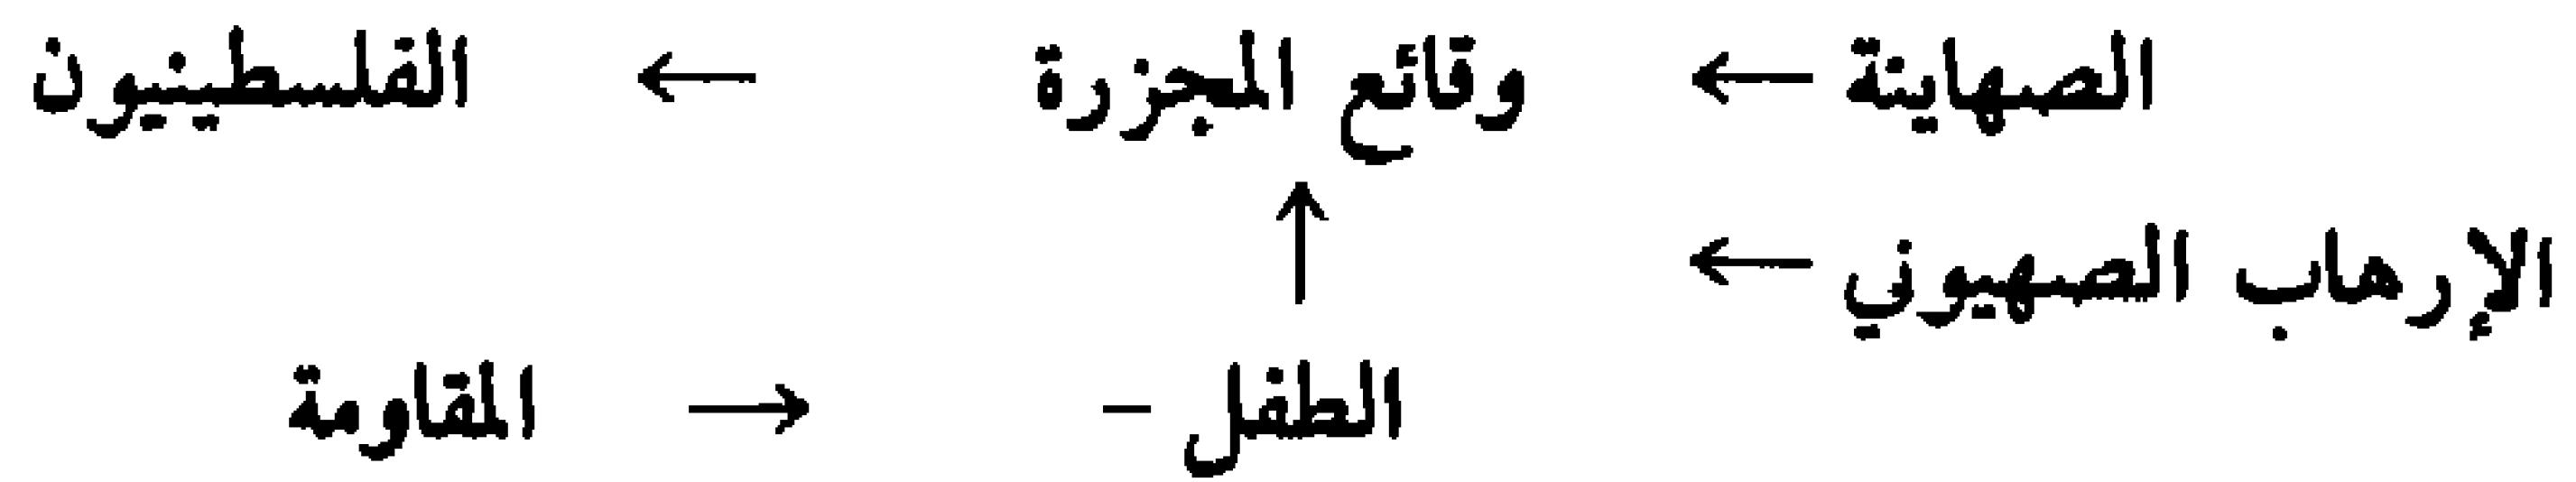 الصهاينة ← وقائع المجزرة ← الفلسطينيون
↑
الإرهاب الصهيوني ←
الطفل – → المقاومة